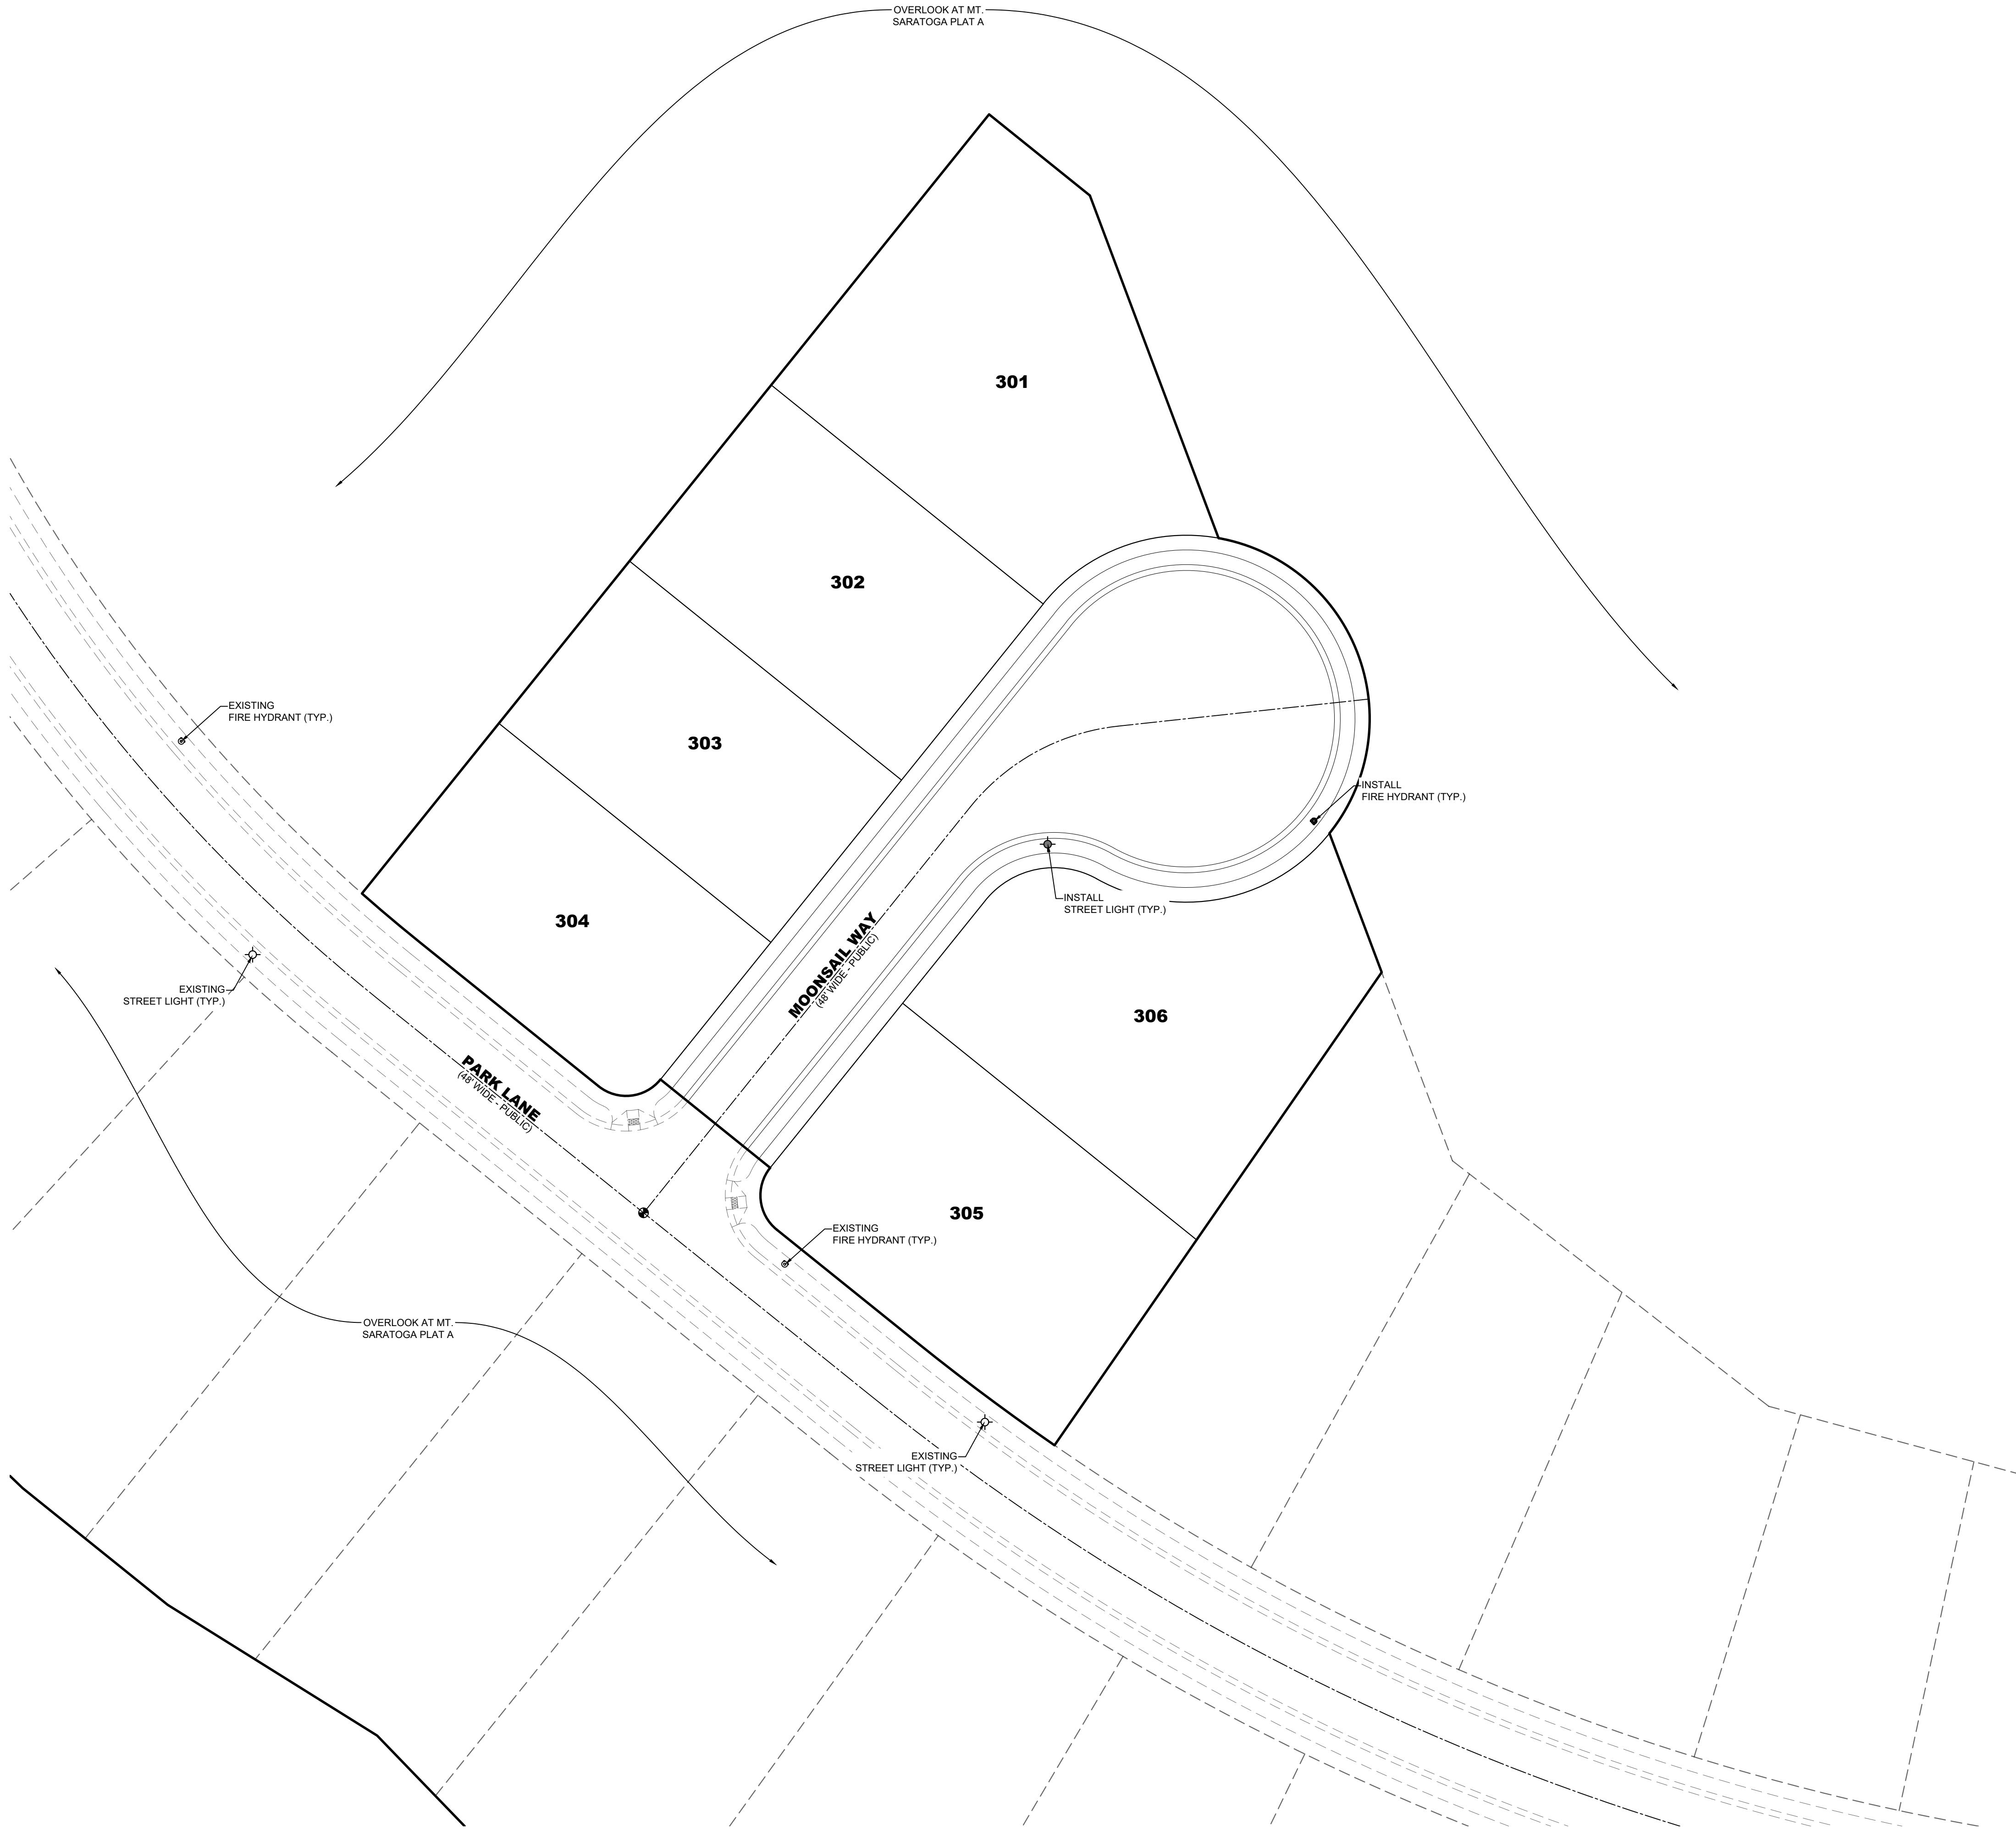 OVERLOOK AT MT.
SARATOGA PLAT A
301
302
EXISTING
FIRE HYDRANT (TYP.)
303
INSTALL
FIRE HYDRANT (TYP.)
INSTALL
STREET LIGHT (TYP.)
304
MOONSAIL WAY
(48' WIDE - PUBLIC)
EXISTING
STREET LIGHT (TYP.)
306
PARK LANE
(48' WIDE - PUBLIC)
305
EXISTING
FIRE HYDRANT (TYP.)
OVERLOOK AT MT.
SARATOGA PLAT A
EXISTING
STREET LIGHT (TYP.)